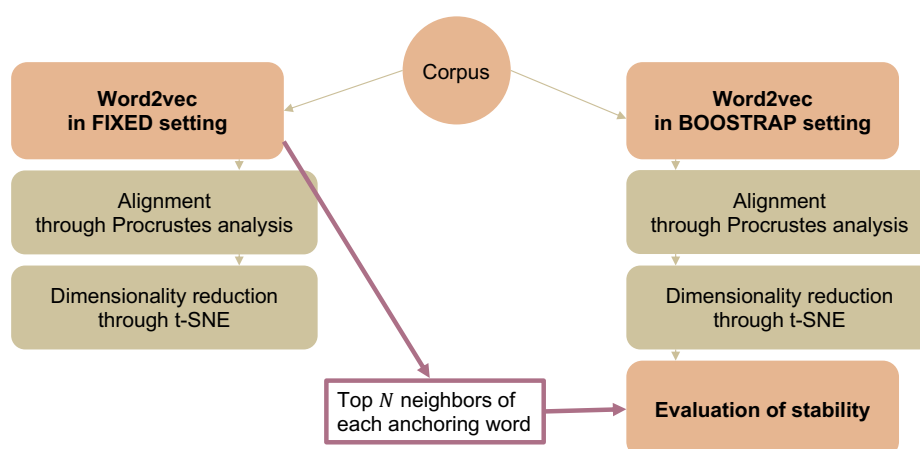 Corpus
Word2vec
in FIXED setting
Alignment
through Procrustes analysis
Dimensionality reduction
through t-SNE
Word2vec
in BOOSTRAP setting
Alignment
through Procrustes analysis
Dimensionality reduction
through t-SNE
Top N neighbors of
each anchoring word
Evaluation of stability